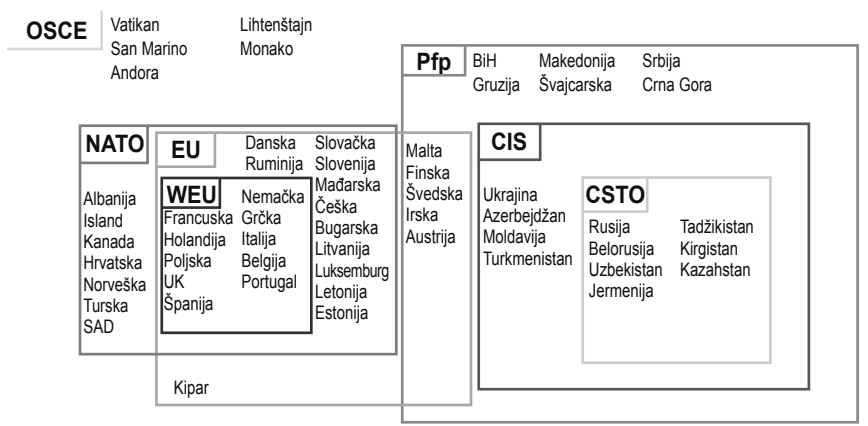 OSCE
Vatikan
San Marino
Andora
Lihtenštajn
Monako
Pfp
BiH
Gruzija
Makedonija
Švajcarska
Srbija
Crna Gora
NATO
Albanija
Island
Kanada
Hrvatska
Norveška
Turska
SAD
EU
Danska
Ruminija
Slovačka
Slovenija
Mađarska
Češka
Bugarska
Litvanija
Luksemburg
Letonija
Estonija
WEU
Francuska
Holandija
Poljska
UK
Španija
Nemačka
Grčka
Italija
Belgija
Portugal
Kipar
Malta
Finska
Švedska
Irska
Austrija
CIS
Ukrajina
Azerbejdžan
Moldavija
Turkmenistan
CSTO
Rusija
Belorusija
Uzbekistan
Jermenija
Tadžikistan
Kirgistan
Kazahstan